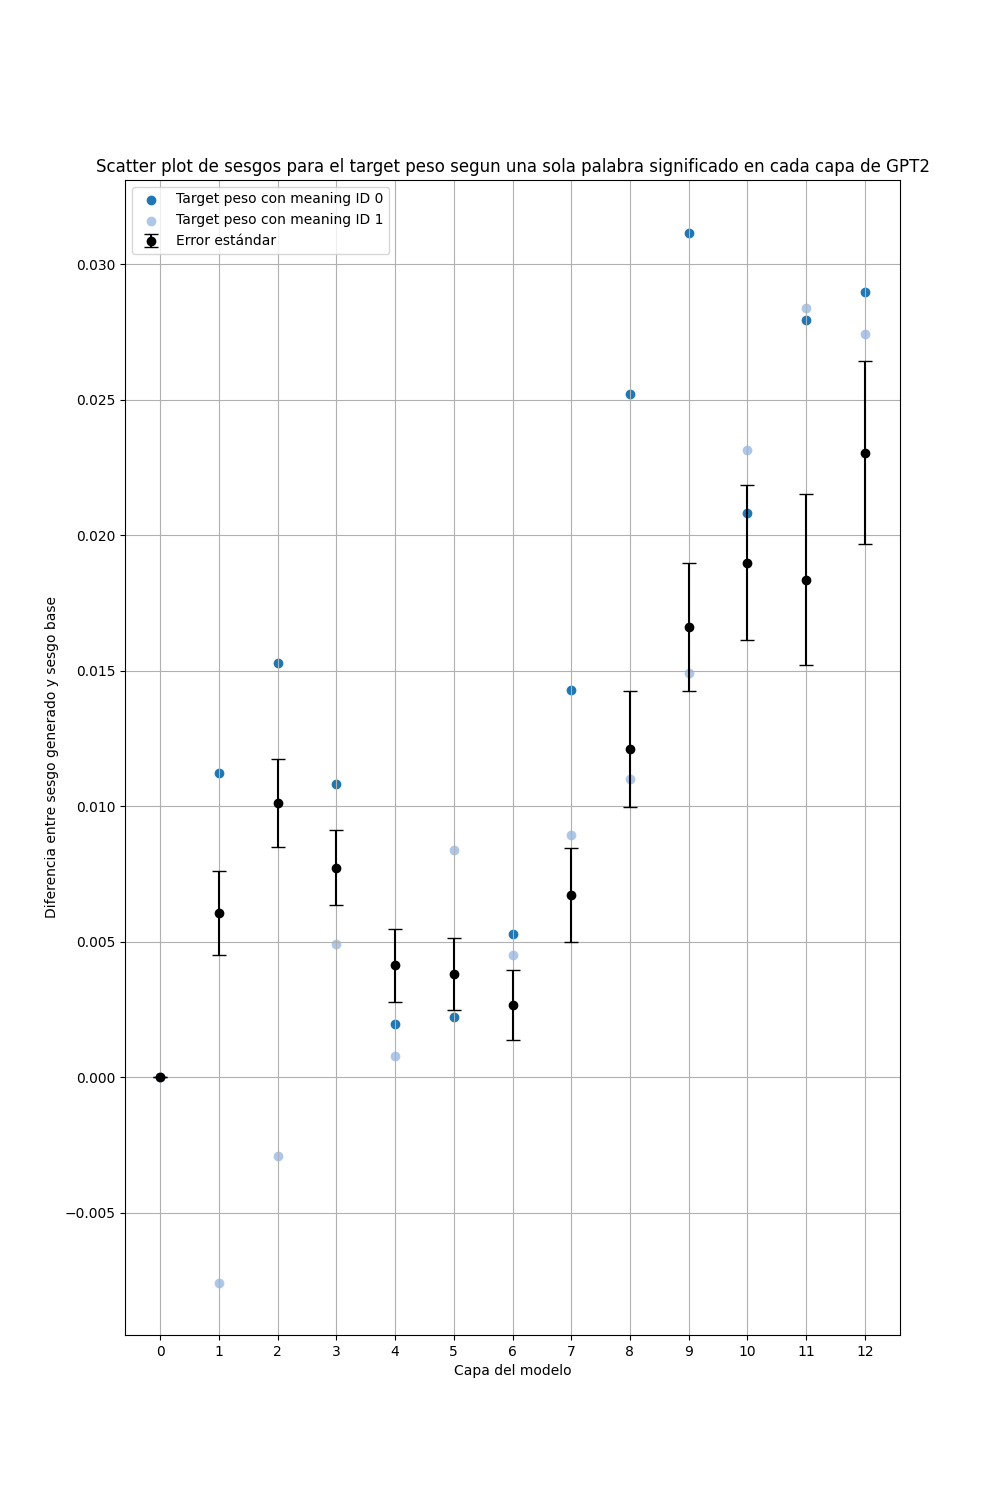 Scatter plot de sesgos para el target peso segun una sola palabra significado en cada capa de GPT2
Target peso con meaning ID 0
Target peso con meaning ID 1
Error estándar
0.030
0.025
0.020
0.015
0.010
0.005
0.000
−0.005
Diferencia entre sesgo generado y sesgo base
0 1 2 3 4 5 6 7 8 9 10 11 12
Capa del modelo